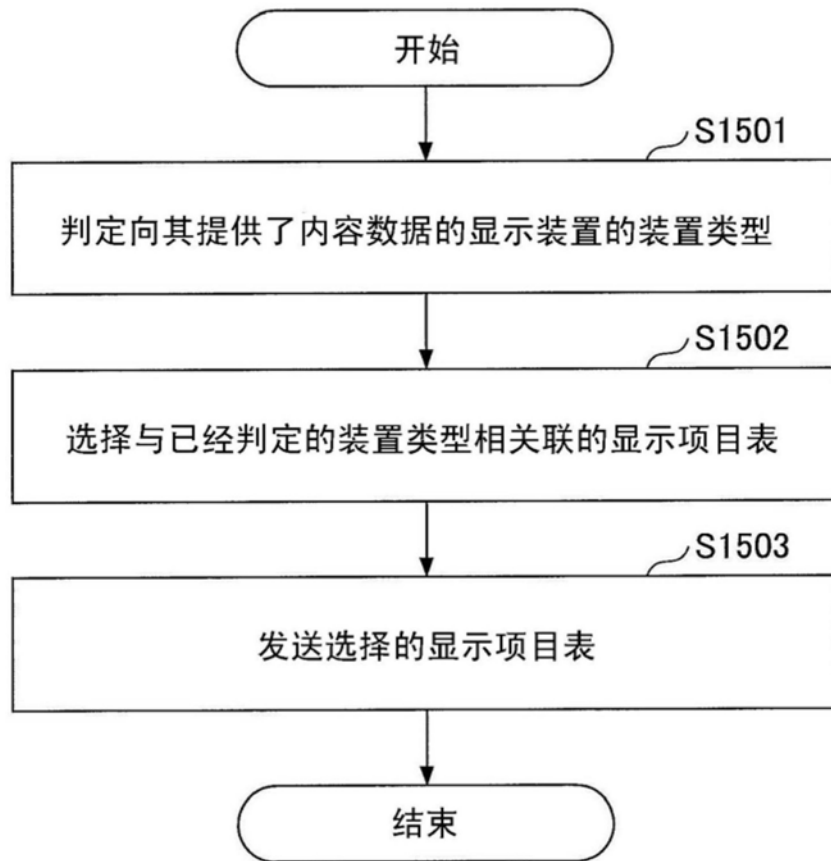 开始
S1501
判定向其提供了内容数据的显示装置的装置类型
S1502
选择与已经判定的装置类型相关联的显示项目表
S1503
发送选择的显示项目表
结束